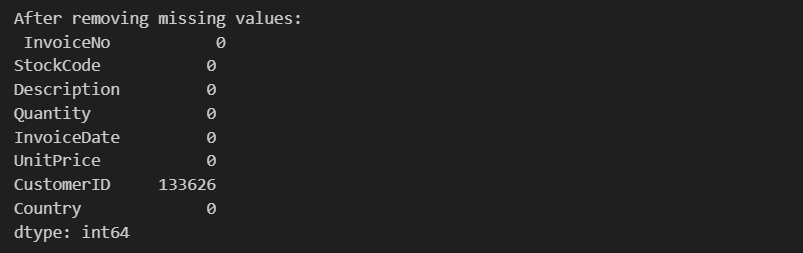 After removing missing values:
 InvoiceNo           0
StockCode           0
Description         0
Quantity            0
InvoiceDate         0
UnitPrice           0
CustomerID     133626
Country             0
dtype: int64